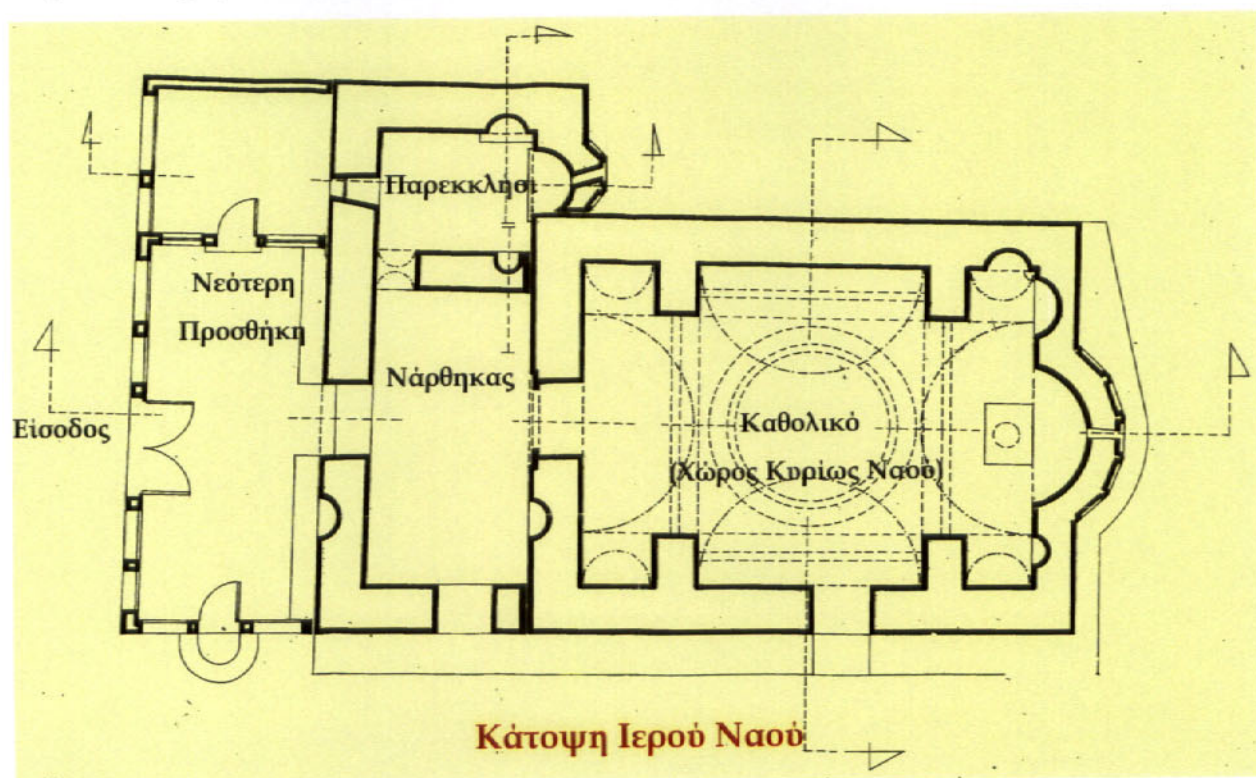 Παρεκκλησι
Νεότερη
Προσθήκη
Νάρθηκας
Είσοδος
Καθολικό
(Χώρος Κυρίως Ναού)
Κάτοψη Ιερού Ναού